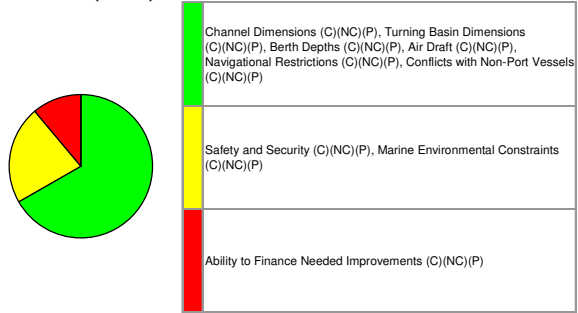 Channel Dimensions (C)(NC)(P), Turning Basin Dimensions
(C)(NC)(P), Berth Depths (C)(NC)(P), Air Draft (C)(NC)(P),
Navigational Restrictions (C)(NC)(P), Conflicts with Non-Port Vessels
(C)(NC)(P)
Safety and Security (C)(NC)(P), Marine Environmental Constraints
(C)(NC)(P)
Ability to Finance Needed Improvements (C)(NC)(P)